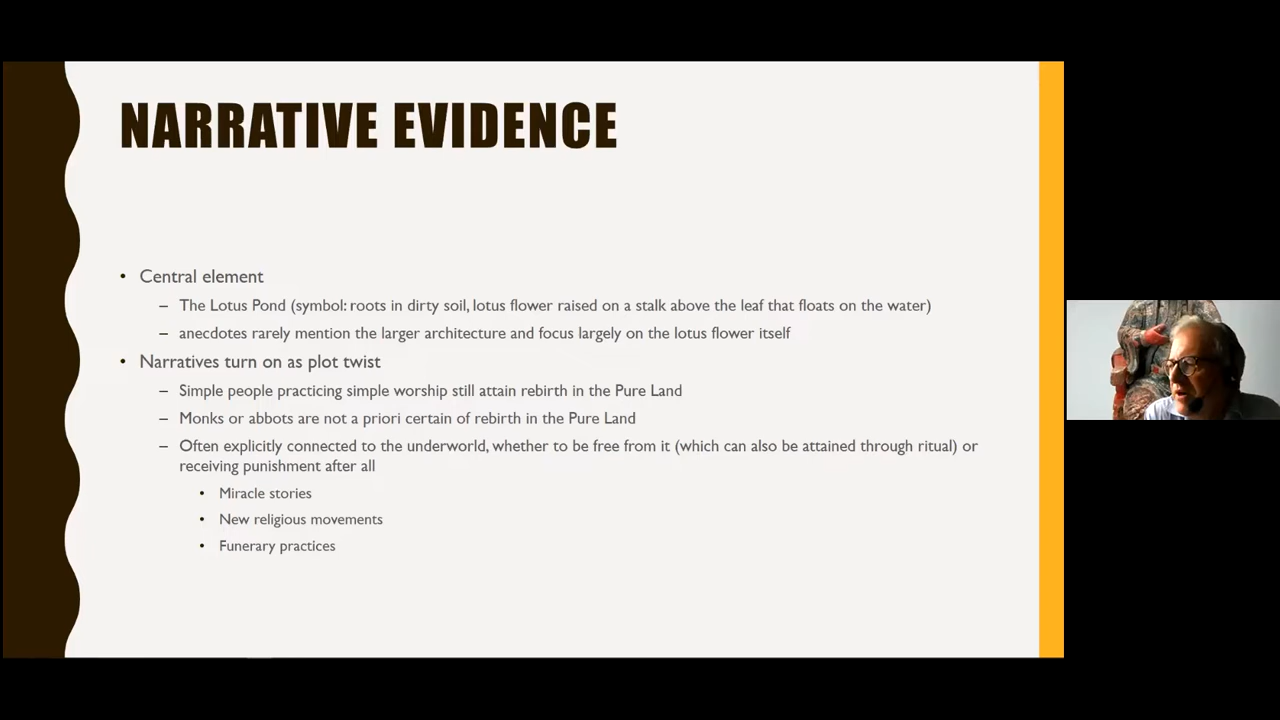 NARRATIVE EVIDENCE
• Central element
– The Lotus Pond (symbol: roots in dirty soil, lotus flower raised on a stalk above the leaf that floats on the water)
– anecdotes rarely mention the larger architecture and focus largely on the lotus flower itself
• Narratives turn on as plot twist
– Simple people practicing simple worship still attain rebirth in the Pure Land
– Monks or abbots are not a priori certain of rebirth in the Pure Land
– Often explicitly connected to the underworld, whether to be free from it (which can also be attained through ritual) or
receiving punishment after all
• Miracle stories
• New religious movements
• Funerary practices